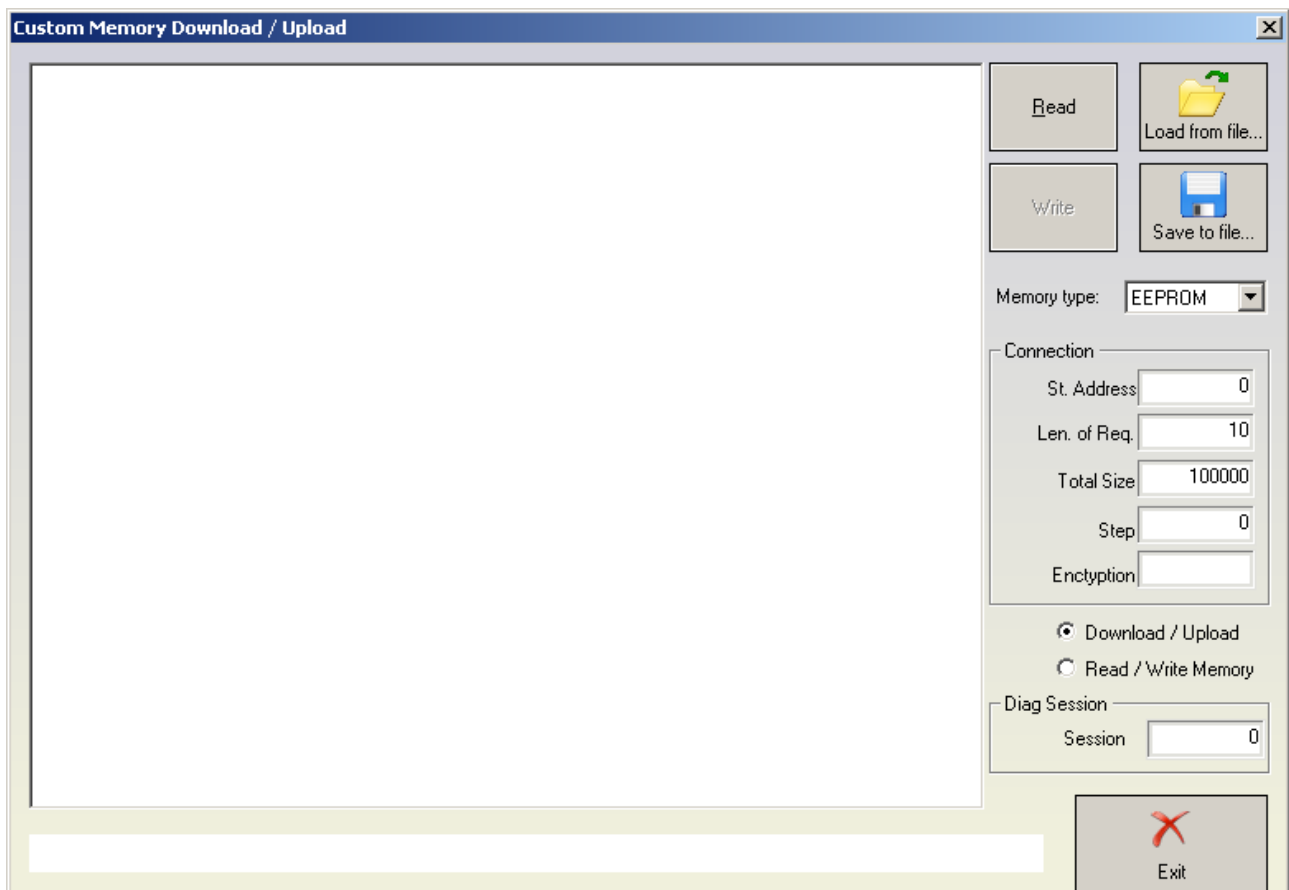 Custom Memory Download / Upload
Read
Load from file...
Write
Save to file...
Memory type: EEPROM
Connection
St. Address 0
Len. of Req. 10
Total Size 100000
Step 0
Enctyption
Download / Upload
Read / Write Memory
Diag Session
Session 0
Exit